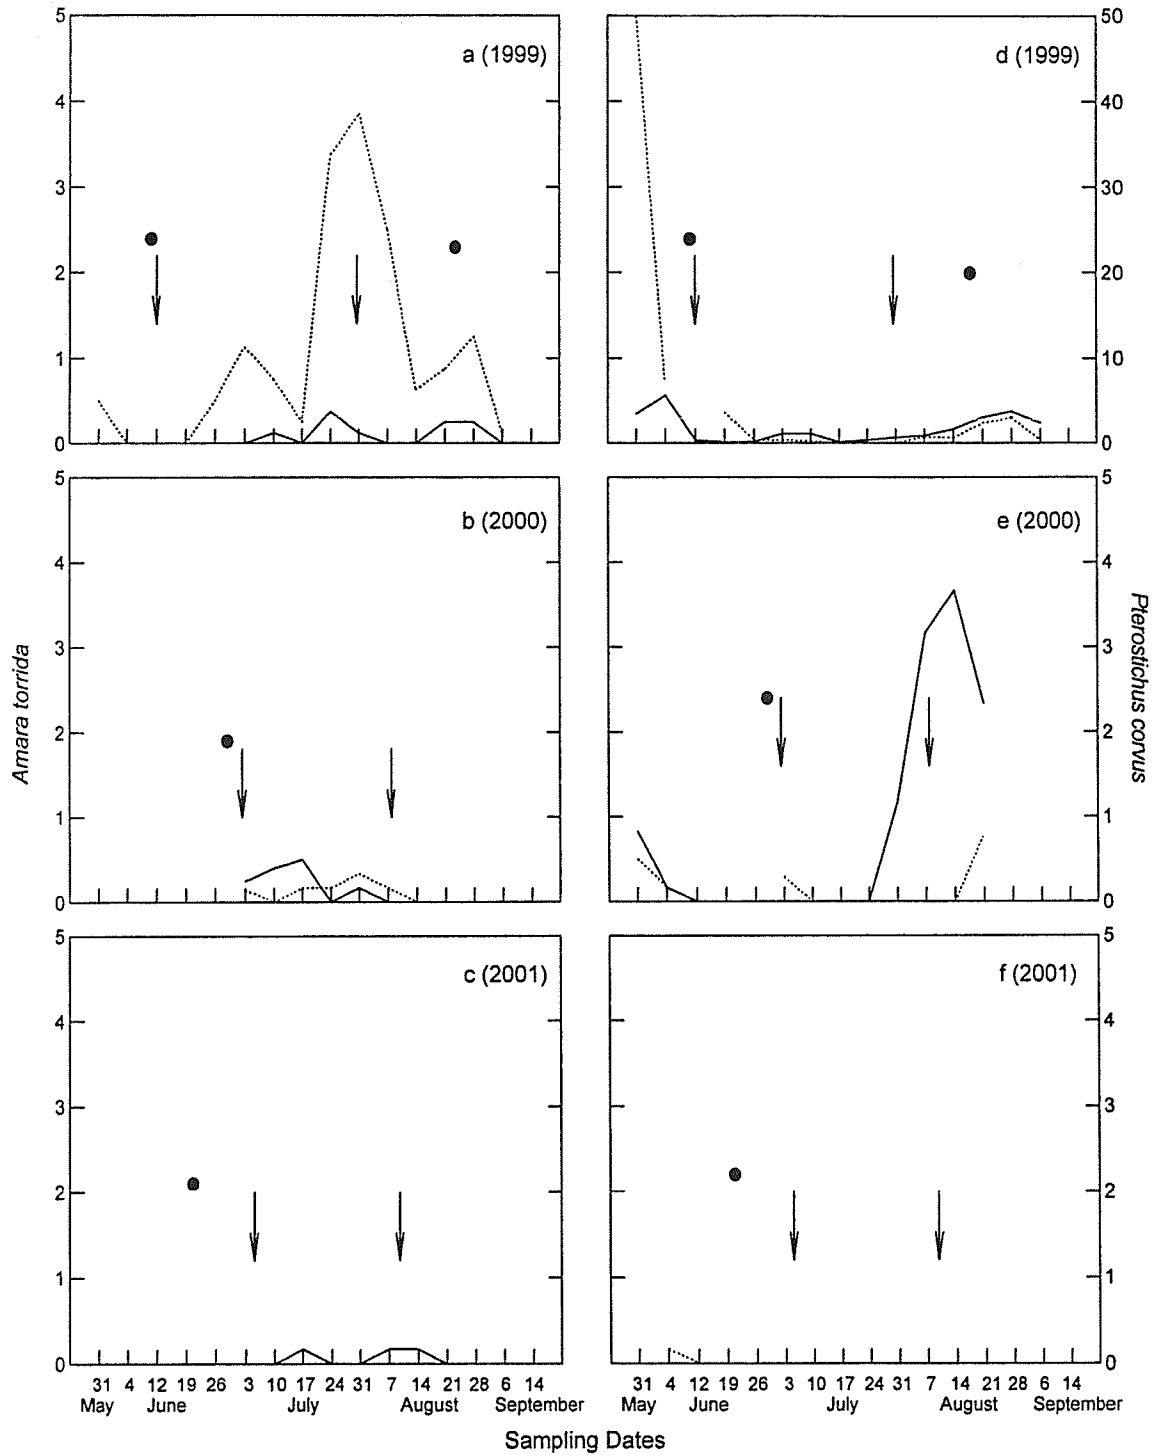 a (1999)
5
4
3
2
1
0
d (1999)
50
40
30
20
10
0
b (2000)
5
4
3
2
1
0
e (2000)
5
4
3
2
1
0
c (2001)
5
4
3
2
1
0
f (2001)
5
4
3
2
1
0
Amara torrida
Pterostichus corvus
31 4 12 19 26 3 10 17 24 31 7 14 21 28 6 14
May June July August September
31 4 12 19 26 3 10 17 24 31 7 14 21 28 6 14
May June July August September
Sampling Dates